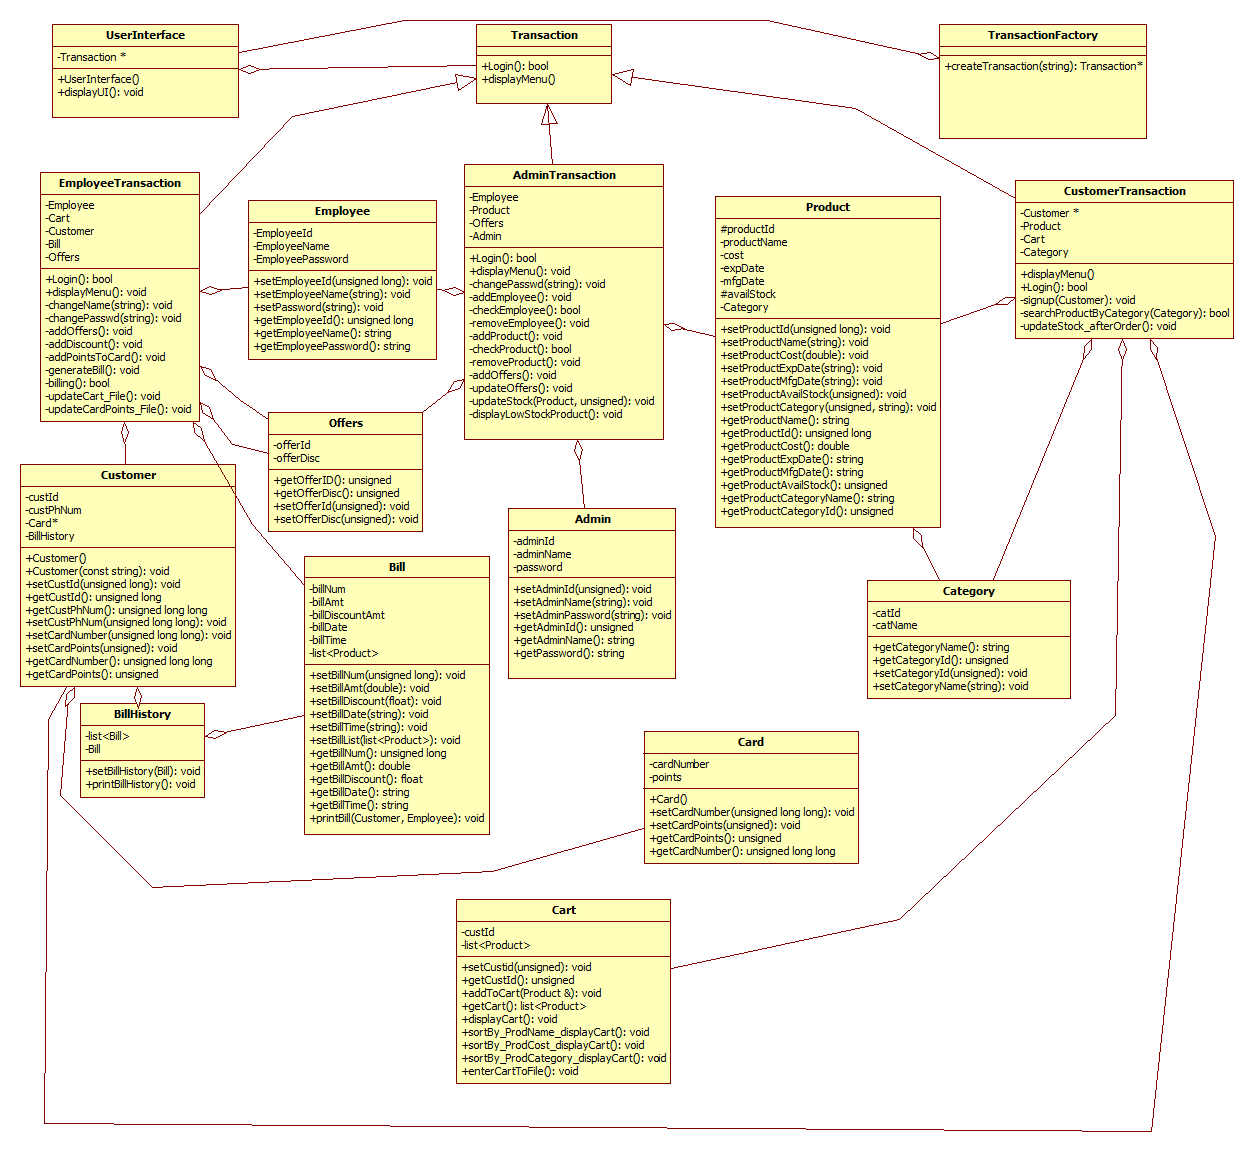 UserInterface
-Transaction *
+UserInterface()
+displayUI(): void
Transaction
+Login(): bool
+displayMenu()
TransactionFactory
+createTransaction(string): Transaction*
EmployeeTransaction
-Employee
-Cart
-Customer
-Bill
-Offers
+Login(): bool
+displayMenu(): void
-changeName(string): void
-changePasswd(string): void
-addOffers(): void
-addDiscount(): void
-addPointsToCard(): void
-generateBill(): void
-billing(): bool
-updateCart_File(): void
-updateCardPoints_File(): void
Employee
-EmployeeId
-EmployeeName
-EmployeePassword
+setEmployeeId(unsigned long): void
+setEmployeeName(string): void
+setPassword(string): void
+getEmployeeId(): unsigned long
+getEmployeeName(): string
+getEmployeePassword(): string
AdminTransaction
-Employee
-Product
-Offers
-Admin
+Login(): bool
+displayMenu(): void
-changePasswd(string): void
-addEmployee(): void
-checkEmployee(): bool
-removeEmployee(): void
-addProduct(): void
-checkProduct(): bool
-removeProduct(): void
-addOffers(): void
-updateOffers(): void
-updateStock(Product, unsigned): void
-displayLowStockProduct(): void
Product
#productId
-productName
-cost
-expDate
-mfgDate
#availStock
-Category
+setProductId(unsigned long): void
+setProductName(string): void
+setProductCost(double): void
+setProductExpDate(string): void
+setProductMfgDate(string): void
+setProductAvailStock(unsigned): void
+setProductCategory(unsigned, string): void
+getProductName(): string
+getProductId(): unsigned long
+getProductCost(): double
+getProductExpDate(): string
+getProductMfgDate(): string
+getProductAvailStock(): unsigned
+getProductCategoryName(): string
+getProductCategoryId(): unsigned
CustomerTransaction
-Customer *
-Product
-Cart
-Category
+displayMenu()
+Login(): bool
-signup(Customer): void
-searchProductByCategory(Category): bool
-updateStock_afterOrder(): void
Offers
-offerId
-offerDisc
+getOfferID(): unsigned
+getOfferDisc(): unsigned
+setOfferId(unsigned): void
+setOfferDisc(unsigned): void
Customer
-custId
-custPhNum
-Card*
-BillHistory
+Customer()
+Customer(const string): void
+setCustId(unsigned long): void
+getCustId(): unsigned long
+getCustPhNum(): unsigned long long
+setCustPhNum(unsigned long long): void
+setCardNumber(unsigned long long): void
+setCardPoints(unsigned): void
+getCardNumber(): unsigned long long
+getCardPoints(): unsigned
Admin
-adminId
-adminName
-password
+setAdminId(unsigned): void
+setAdminName(string): void
+setAdminPassword(string): void
+getAdminId(): unsigned
+getAdminName(): string
+getPassword(): string
Bill
-billNum
-billAmt
-billDiscountAmt
-billDate
-billTime
-list<Product>
+setBillNum(unsigned long): void
+setBillAmt(double): void
+setBillDiscount(float): void
+setBillDate(string): void
+setBillTime(string): void
+setBillList(list<Product>): void
+getBillNum(): unsigned long
+getBillAmt(): double
+getBillDiscount(): float
+getBillDate(): string
+getBillTime(): string
+printBill(Customer, Employee): void
Category
-catId
-catName
+getCategoryName(): string
+getCategoryId(): unsigned
+setCategoryId(unsigned): void
+setCategoryName(string): void
BillHistory
-list<Bill>
-Bill
+setBillHistory(Bill): void
+printBillHistory(): void
Card
-cardNumber
-points
+Card()
+setCardNumber(unsigned long long): void
+setCardPoints(unsigned): void
+getCardPoints(): unsigned
+getCardNumber(): unsigned long long
Cart
-custId
-list<Product>
+setCustid(unsigned): void
+getCustId(): unsigned
+addToCart(Product &): void
+getCart(): list<Product>
+displayCart(): void
+sortBy_ProdName_displayCart(): void
+sortBy_ProdCost_displayCart(): void
+sortBy_ProdCategory_displayCart(): void
+enterCartToFile(): void